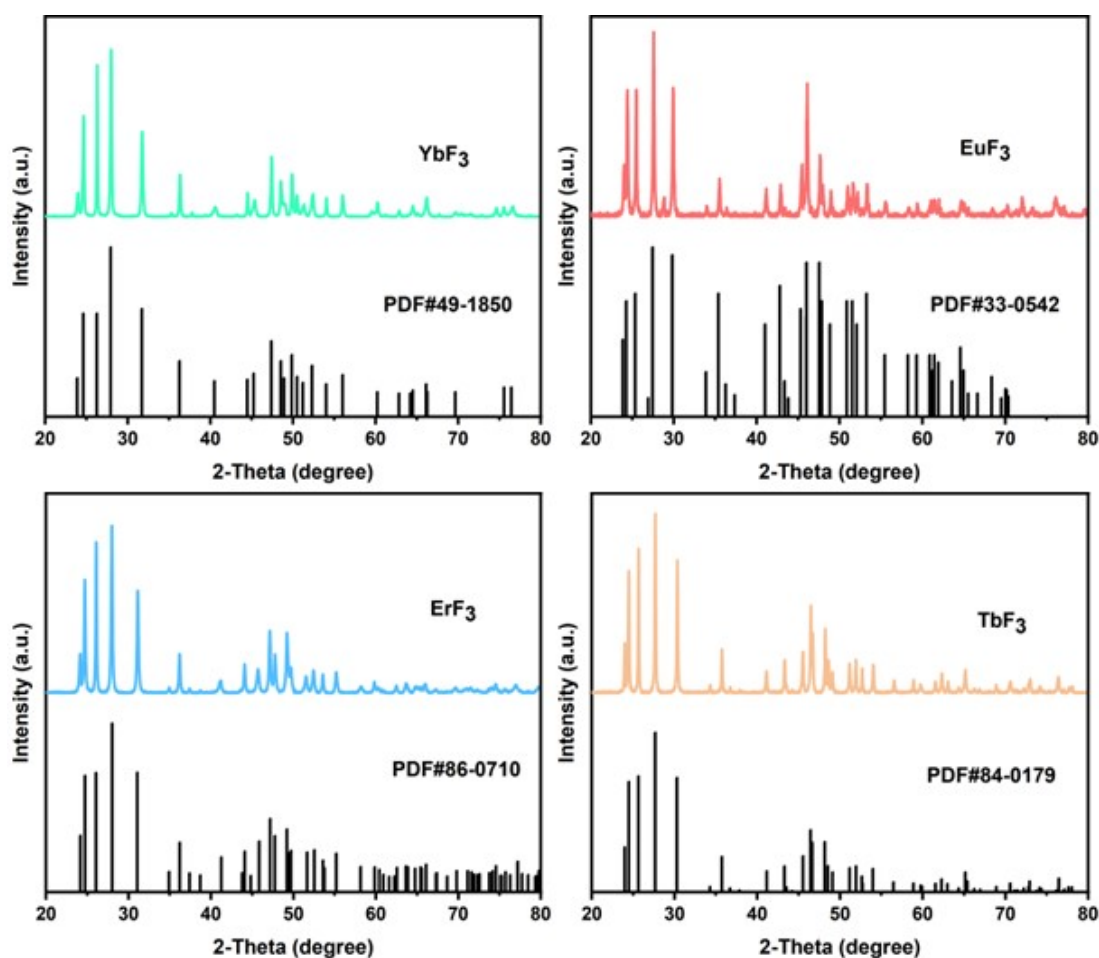 Intensity (a.u.)
YbF3
PDF#49-1850
20 30 40 50 60 70 80
2-Theta (degree)
Intensity (a.u.)
EuF3
PDF#33-0542
20 30 40 50 60 70 80
2-Theta (degree)
Intensity (a.u.)
ErF3
PDF#86-0710
20 30 40 50 60 70 80
2-Theta (degree)
Intensity (a.u.)
TbF3
PDF#84-0179
20 30 40 50 60 70 80
2-Theta (degree)